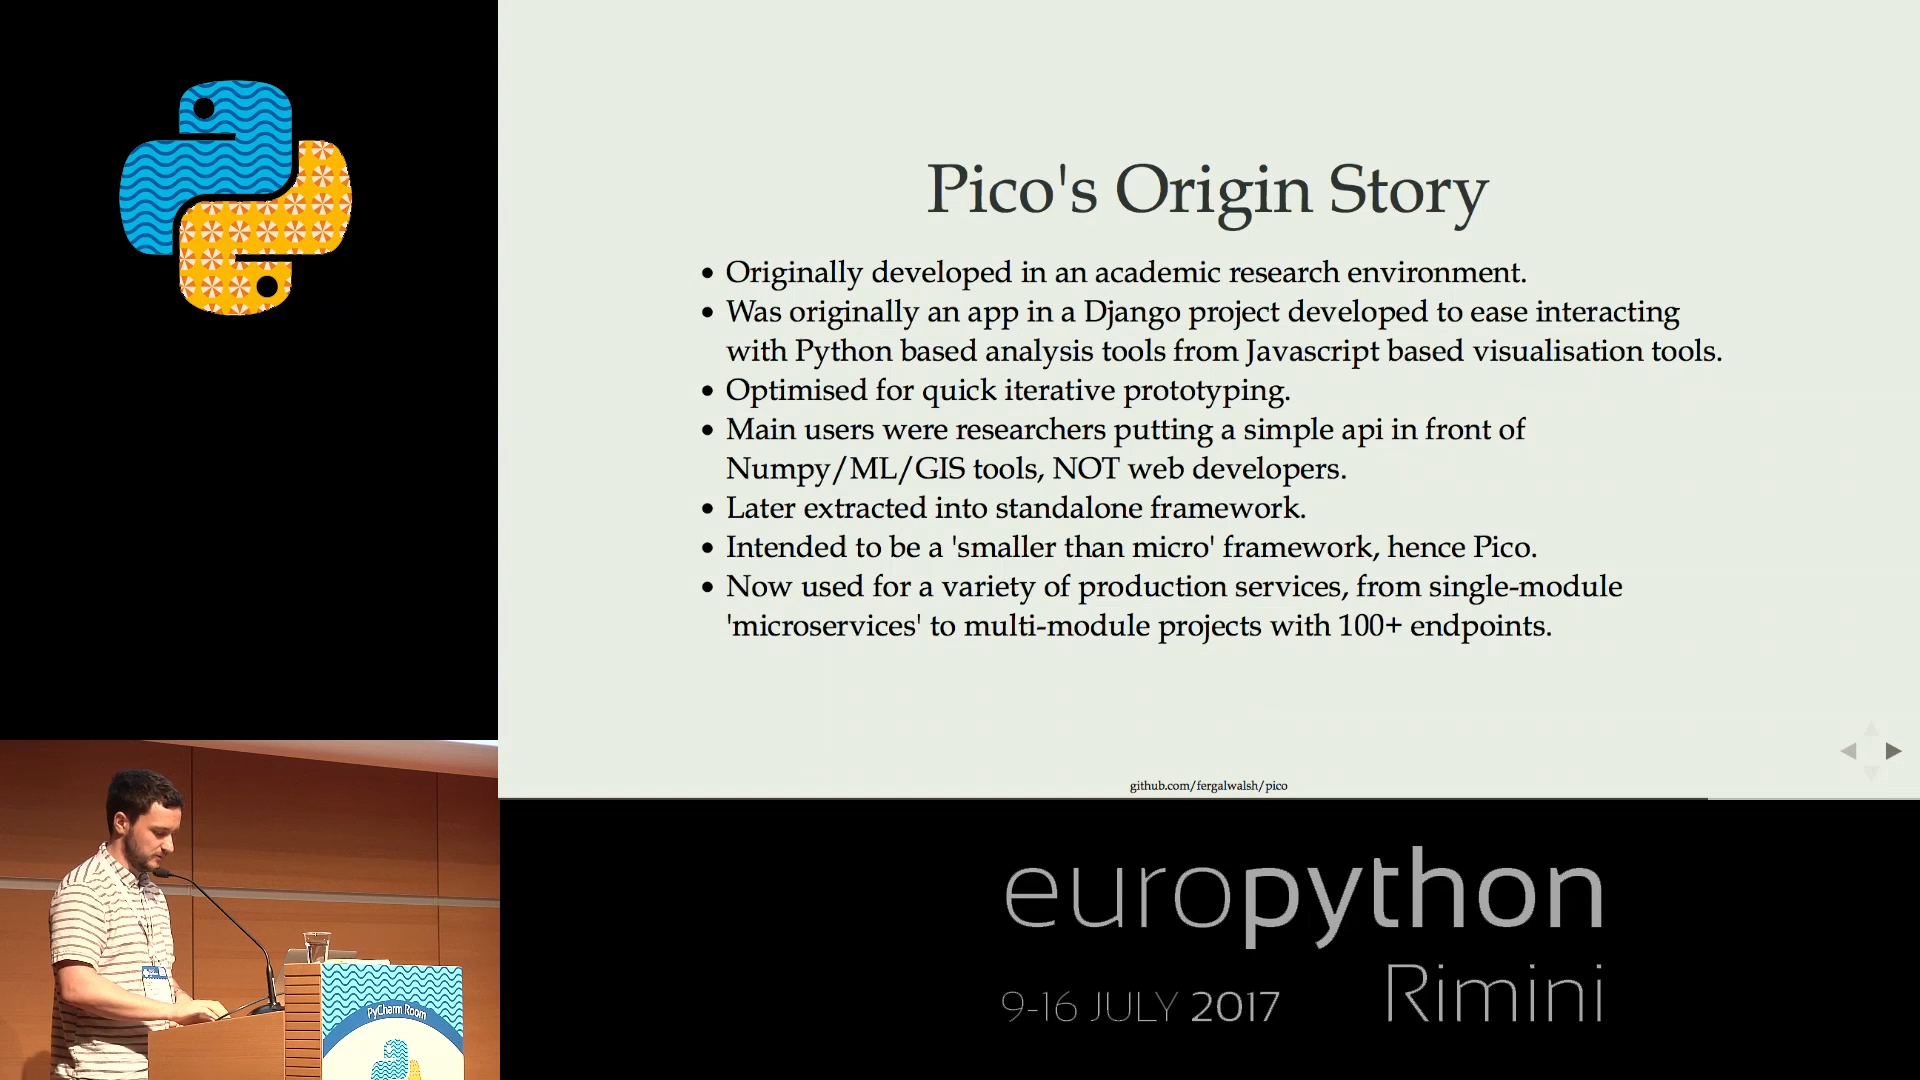 Pico's Origin Story
• Originally developed in an academic research environment.
• Was originally an app in a Django project developed to ease interacting
with Python based analysis tools from Javascript based visualisation tools.
• Optimised for quick iterative prototyping.
• Main users were researchers putting a simple api in front of
Numpy/ML/GIS tools, NOT web developers.
• Later extracted into standalone framework.
• Intended to be a 'smaller than micro' framework, hence Pico.
• Now used for a variety of production services, from single-module
'microservices' to multi-module projects with 100+ endpoints.
github.com/fergalwalsh/pico
europython
Rimini
9-16 JULY 2017
PyCharm Room